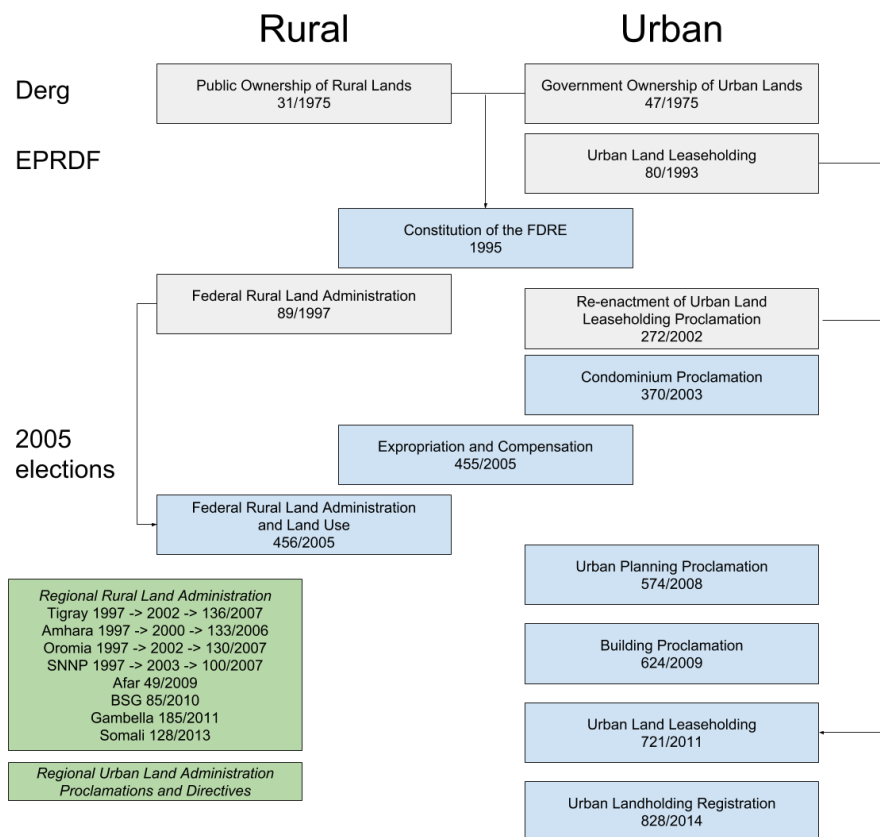 Rural
Urban
Derg
Public Ownership of Rural Lands
31/1975
Government Ownership of Urban Lands
47/1975
EPRDF
Urban Land Leaseholding
80/1993
Constitution of the FDRE
1995
Federal Rural Land Administration
89/1997
Re-enactment of Urban Land
Leaseholding Proclamation
272/2002
Condominium Proclamation
370/2003
2005
elections
Expropriation and Compensation
455/2005
Federal Rural Land Administration
and Land Use
456/2005
Urban Planning Proclamation
574/2008
Regional Rural Land Administration
Tigray 1997 -> 2002 -> 136/2007
Amhara 1997 -> 2000 -> 133/2006
Oromia 1997 -> 2002 -> 130/2007
SNNP 1997 -> 2003 -> 100/2007
Afar 49/2009
BSG 85/2010
Gambella 185/2011
Somali 128/2013
Building Proclamation
624/2009
Urban Land Leaseholding
721/2011
Regional Urban Land Administration
Proclamations and Directives
Urban Landholding Registration
828/2014